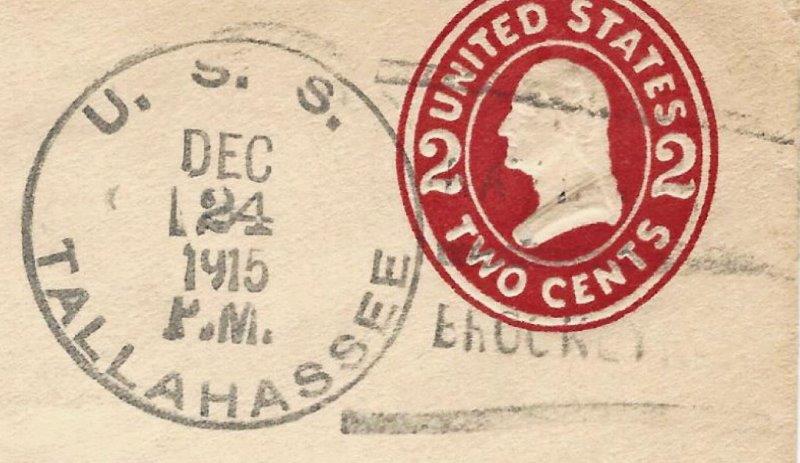 U. S. S.
DEC
24
1915
P.M.
TALLAHASSEE
UNITED STATES
2 2
TWO CENTS